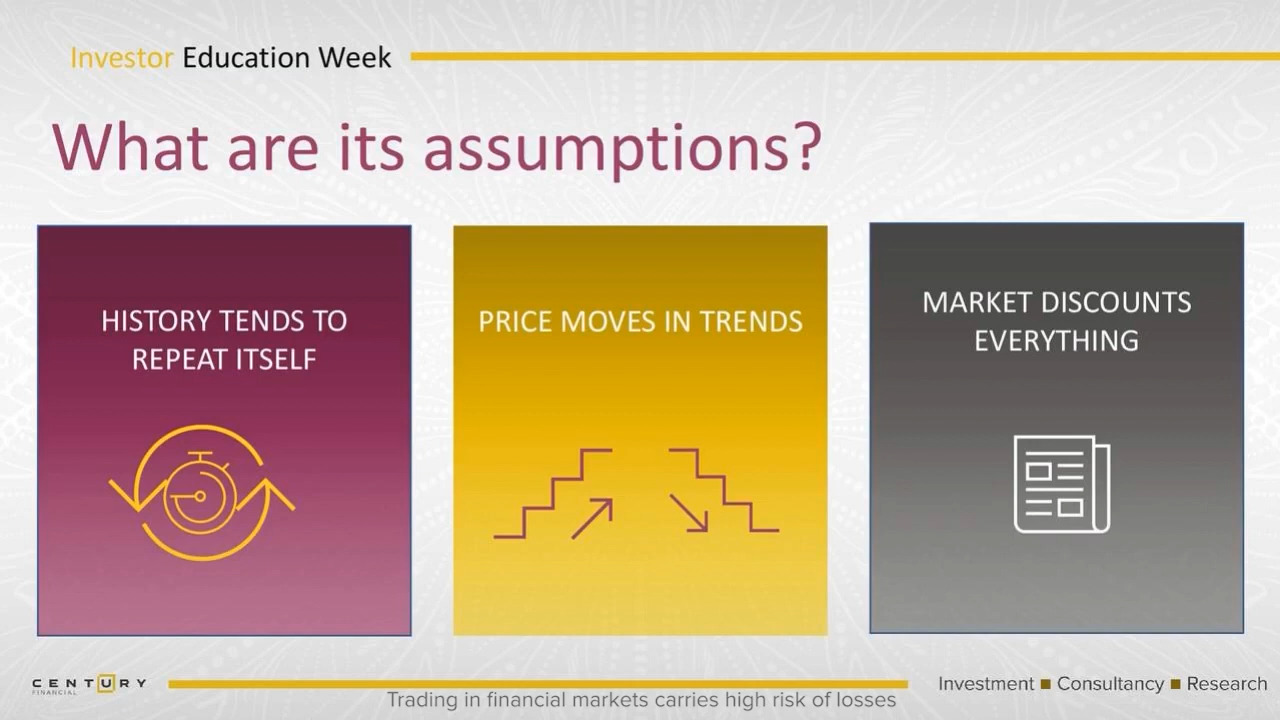 Investor Education Week
What are its assumptions?
HISTORY TENDS TO
REPEAT ITSELF
PRICE MOVES IN TRENDS
MARKET DISCOUNTS
EVERYTHING
CENTURY
FINANCIAL
Trading in financial markets carries high risk of losses
Investment ■ Consultancy ■ Research